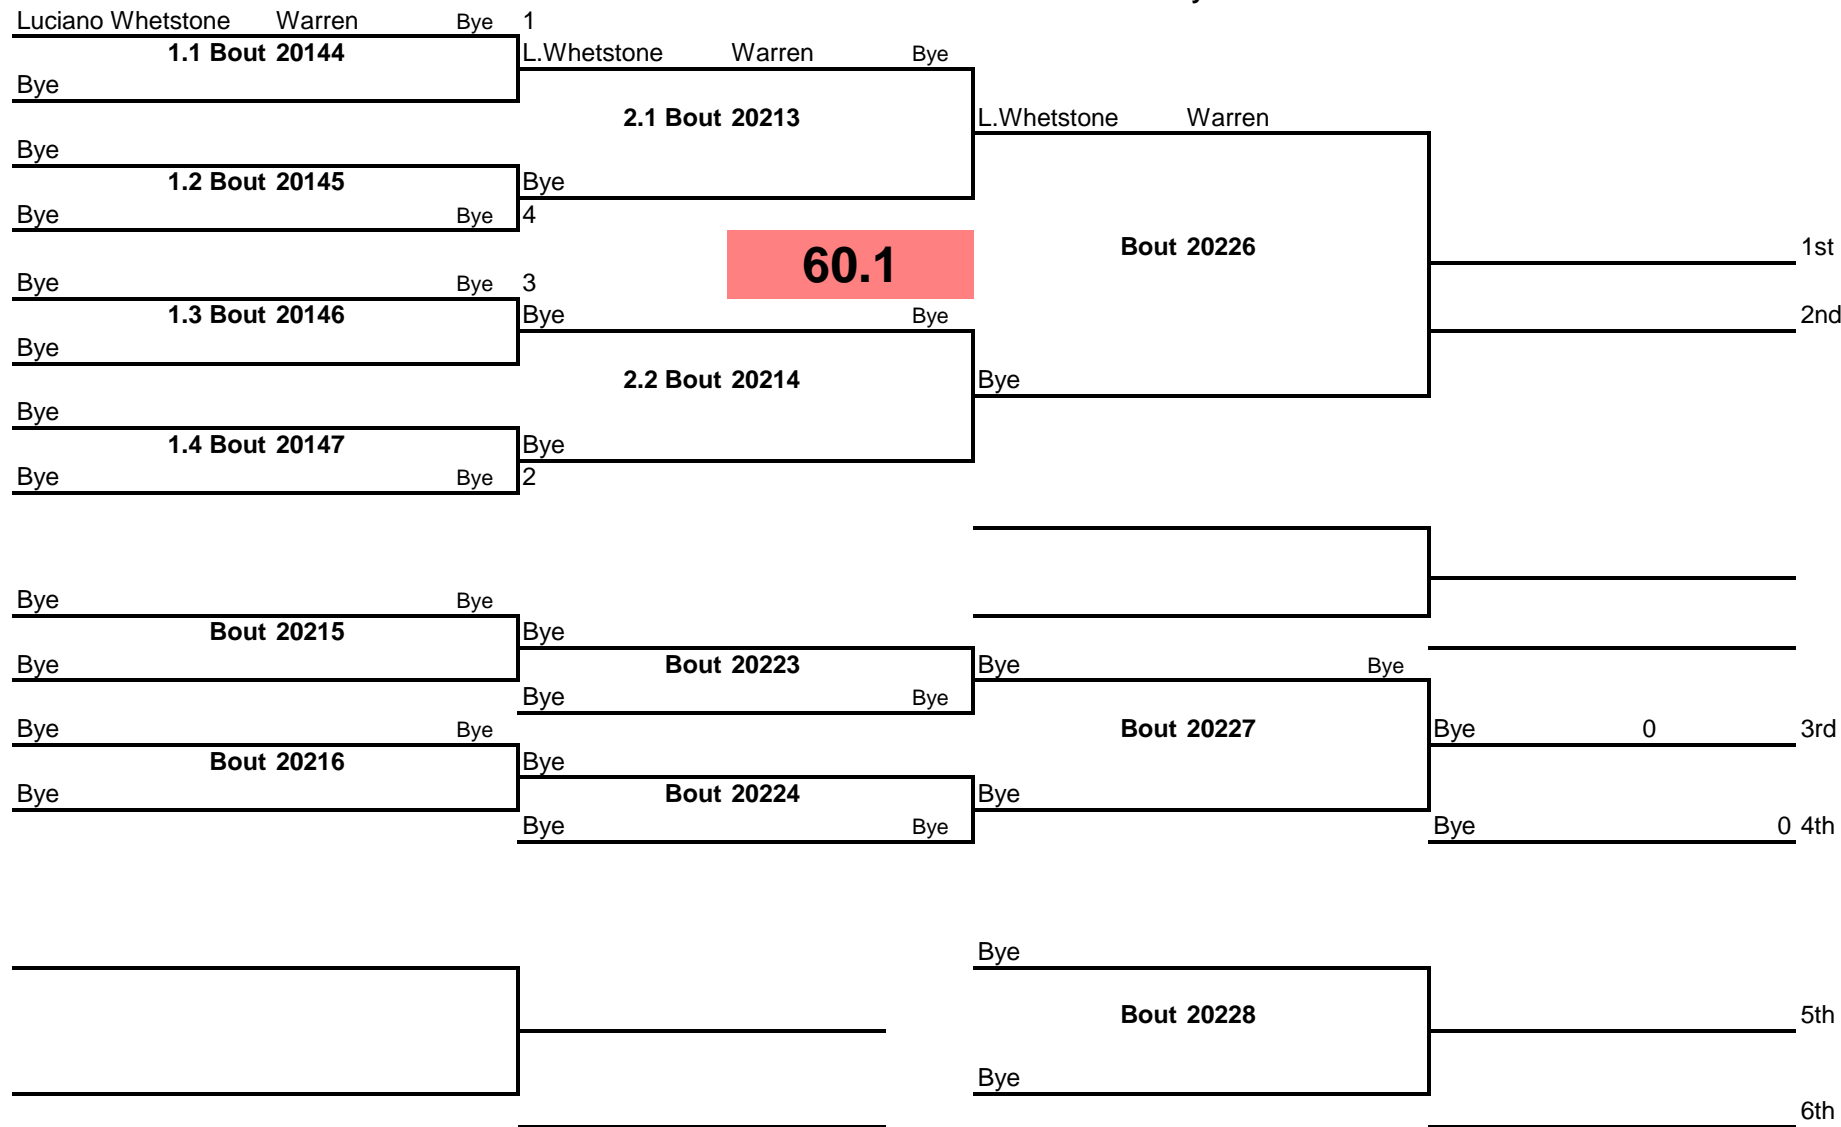 Luciano Whetstone Warren Bye 1
1.1 Bout 20144 L.Whetstone Warren Bye
Bye
2.1 Bout 20213 L.Whetstone Warren
Bye
1.2 Bout 20145 Bye
Bye Bye 4
60.1 Bout 20226 1st
Bye Bye 3
1.3 Bout 20146 Bye Bye 2nd
Bye
2.2 Bout 20214 Bye
Bye
1.4 Bout 20147 Bye
Bye Bye 2
Bye Bye
Bout 20215 Bye
Bye Bout 20223 Bye Bye
Bye Bye
Bye Bye Bout 20227 Bye 0 3rd
Bout 20216 Bye
Bye Bout 20224 Bye
Bye Bye Bye 0 4th
Bye
Bout 20228 5th
Bye
6th